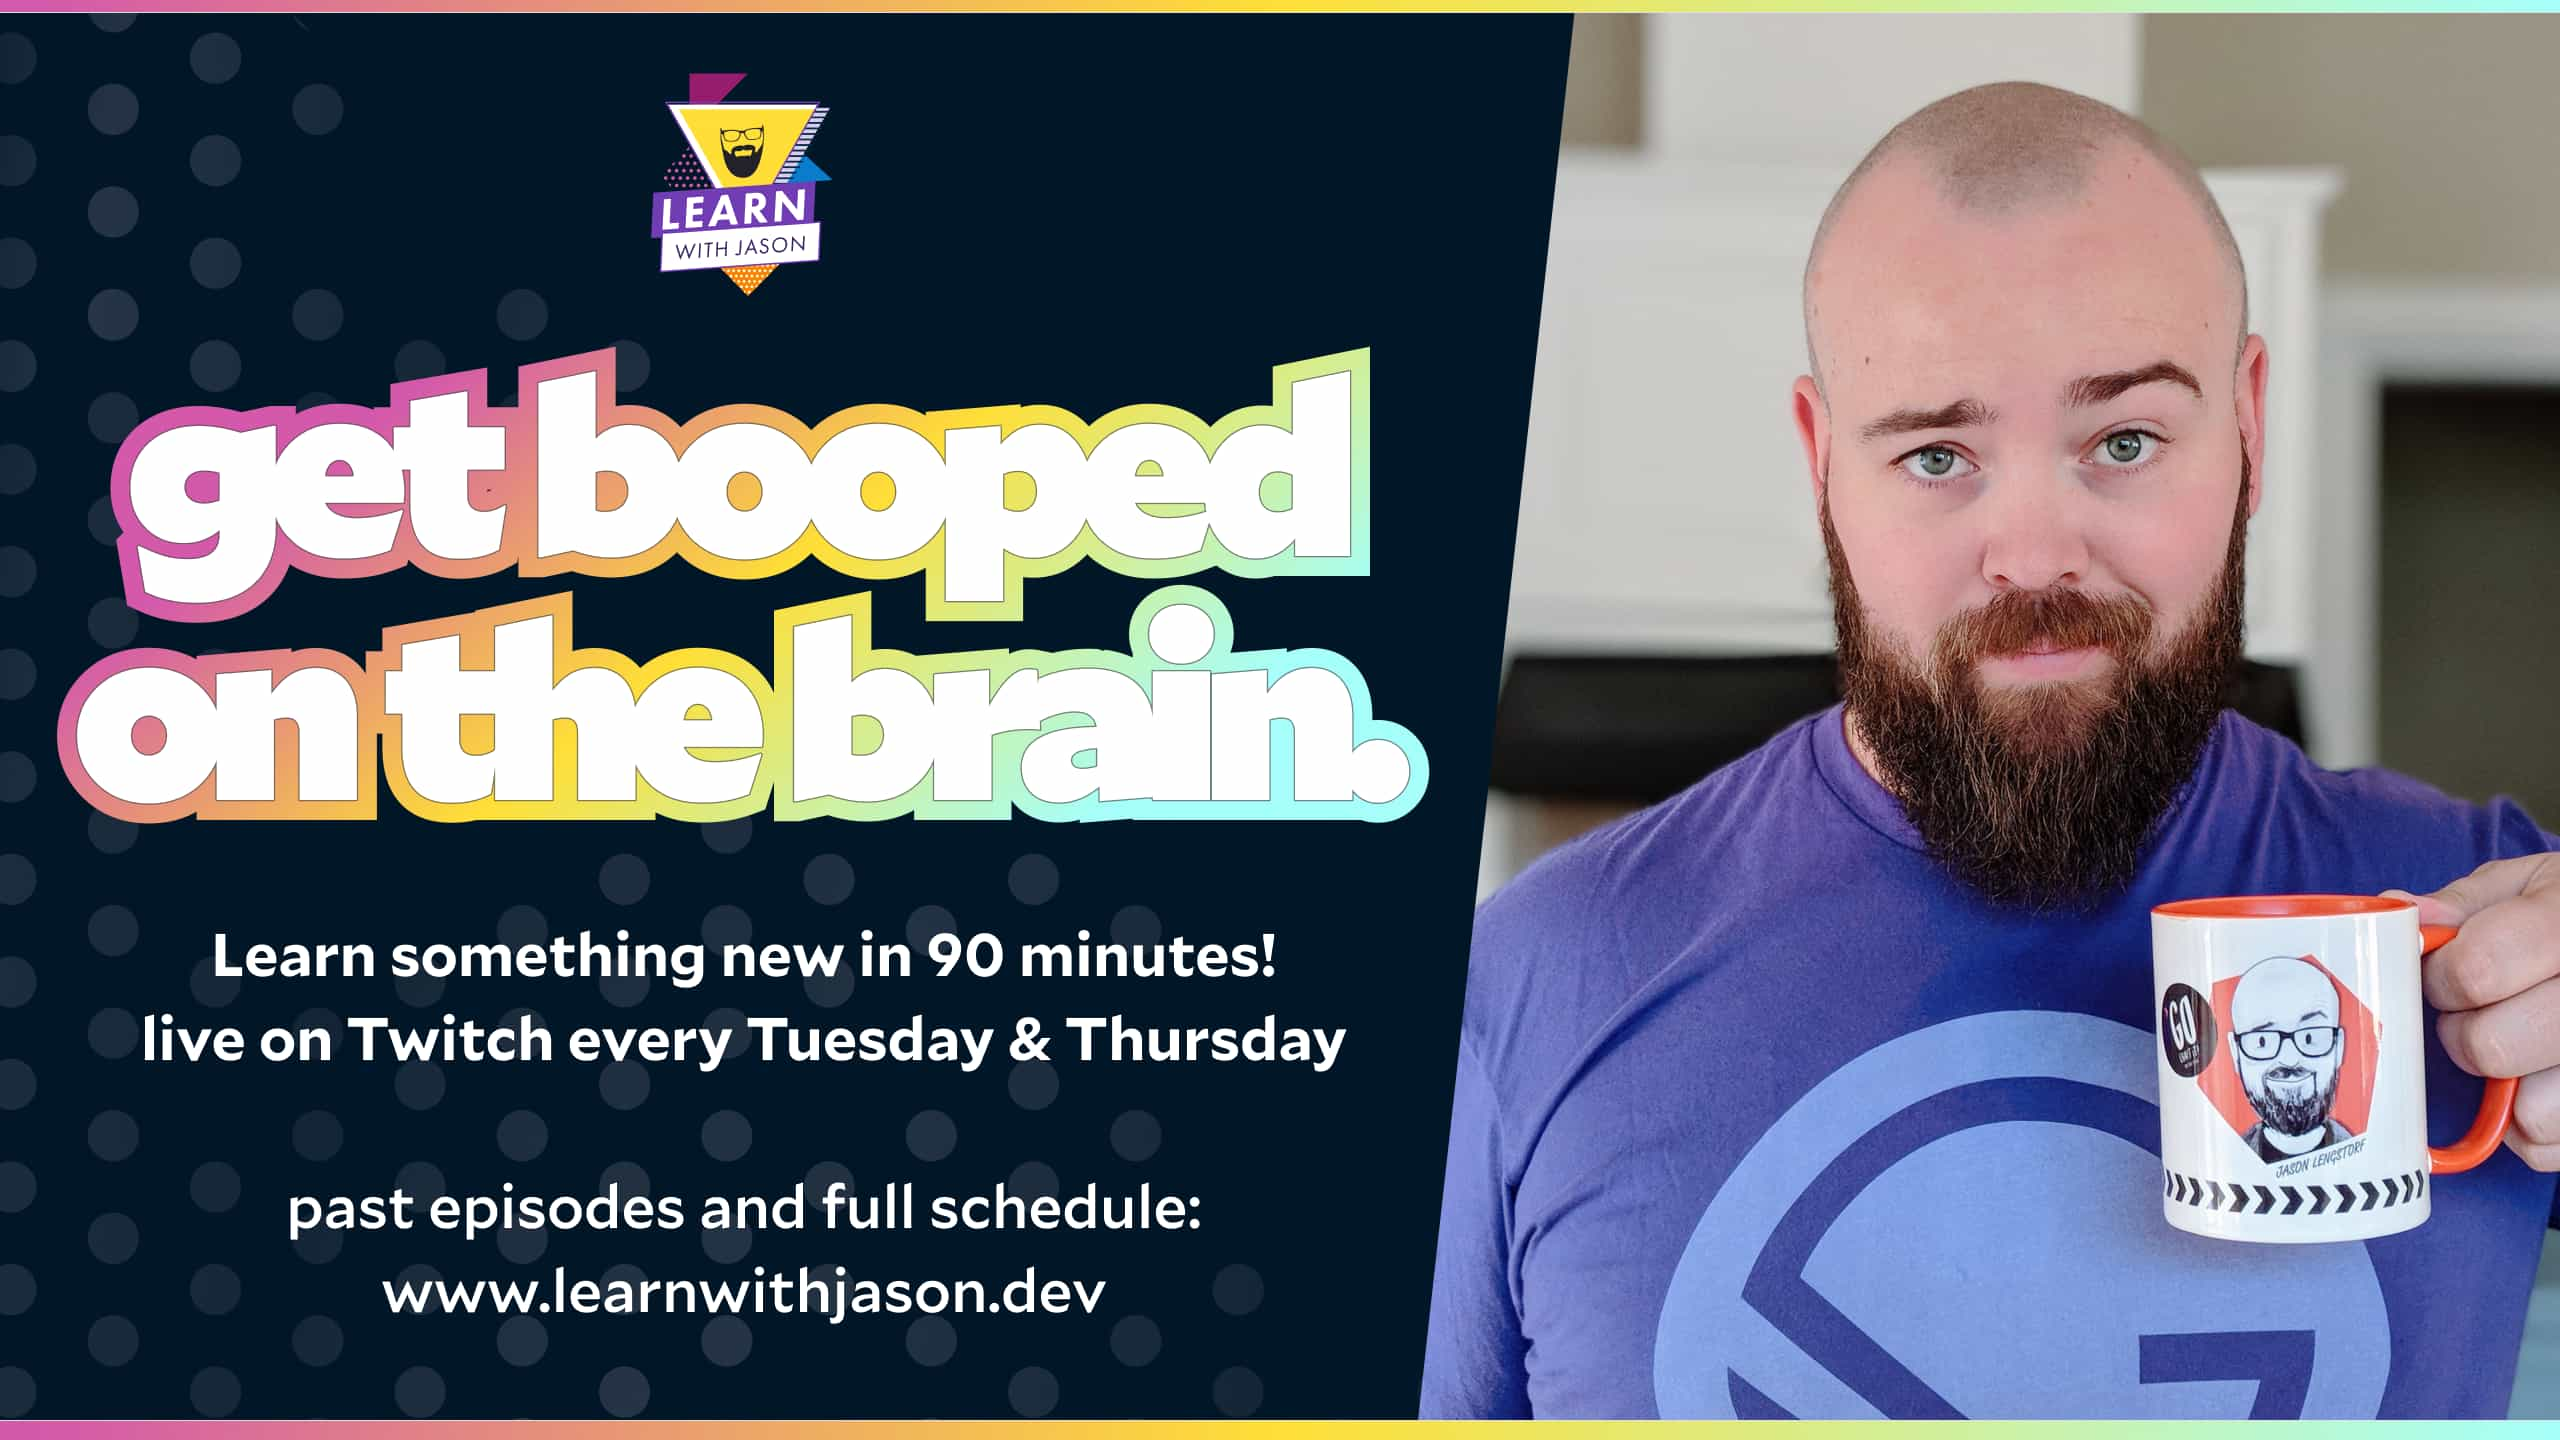 LEARN
WITH JASON
get booped
on the brain.
Learn something new in 90 minutes!
live on Twitch every Tuesday & Thursday
past episodes and full schedule:
www.learnwithjason.dev
GO
JASON LENGSTORF